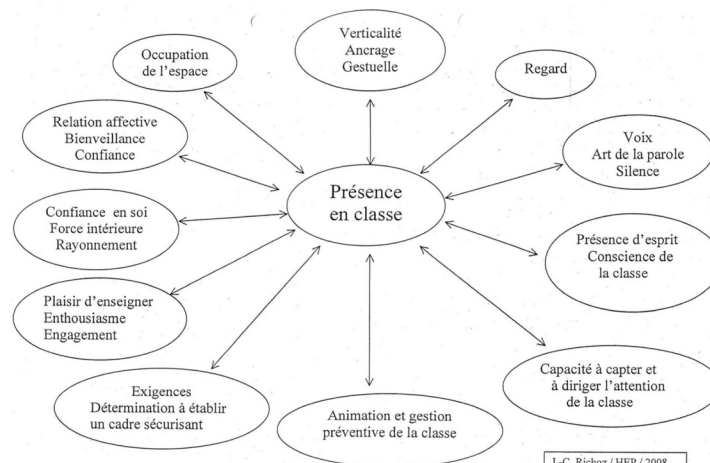 Verticalité
Ancrage
Gestuelle
Occupation
de l'espace
Regard
Relation affective
Bienveillance
Confiance
Voix
Art de la parole
Silence
Présence
en classe
Confiance en soi
Force intérieure
Rayonnement
Présence d'esprit
Conscience de
la classe
Plaisir d'enseigner
Enthousiasme
Engagement
Capacité à capter et
à diriger l'attention
de la classe
Exigences
Détermination à établir
un cadre sécurisant
Animation et gestion
préventive de la classe
J.-C. Richoz / HEP / 2008